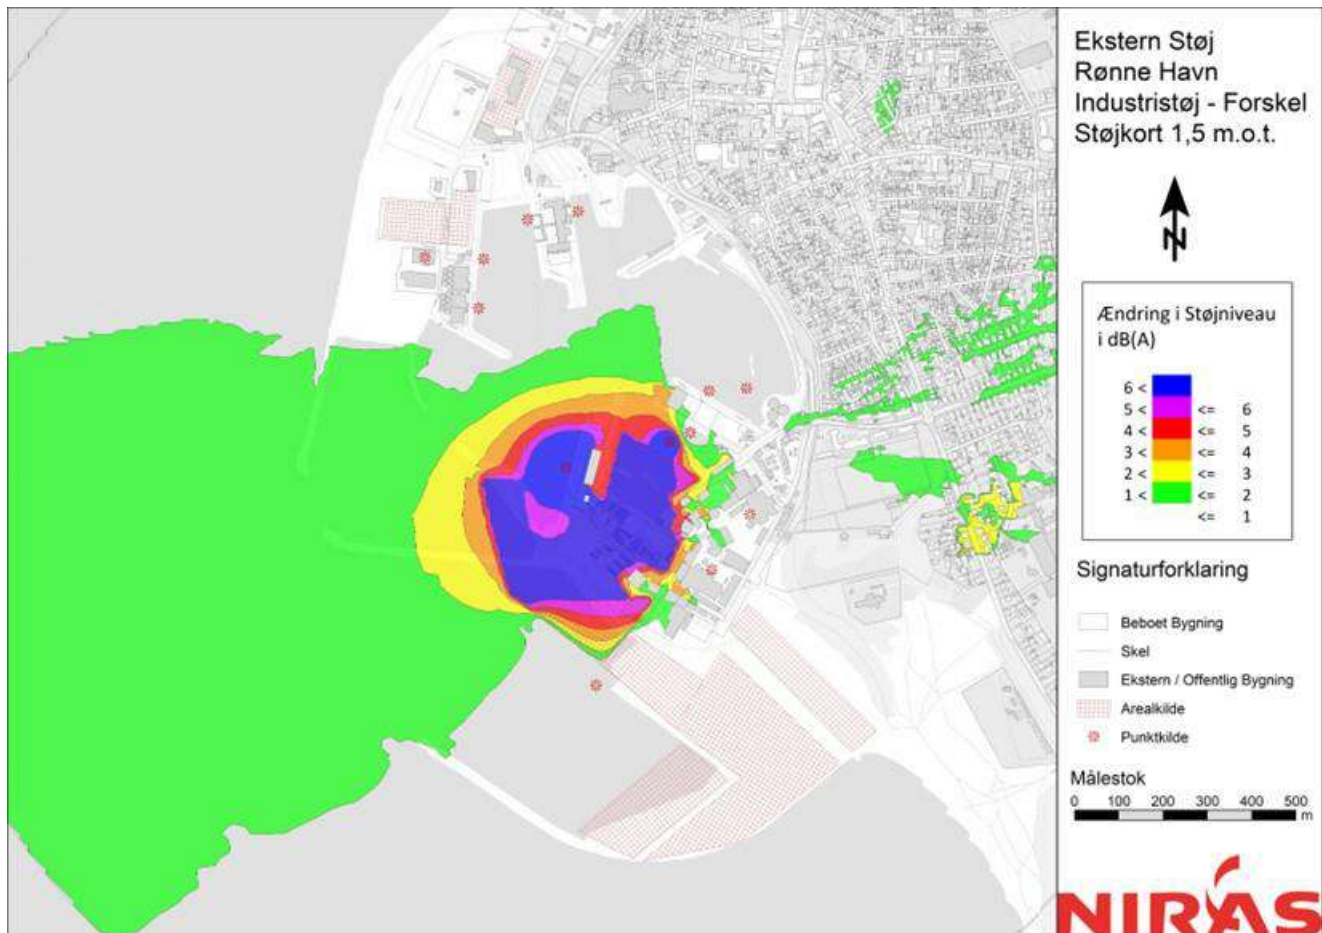 Ekstern Støj
Rønne Havn
Industristøj - Forskel
Støjkort 1,5 m.o.t.
N
Ændring i Støjniveau
i dB(A)
6 <
5 < <= 6
4 < <= 5
3 < <= 4
2 < <= 3
1 < <= 2
<= 1
Signaturforklaring
Beboet Bygning
Skel
Ekstern / Offentlig Bygning
Arealkilde
Punktkilde
Målestok
0 100 200 300 400 500
m
NIRAS